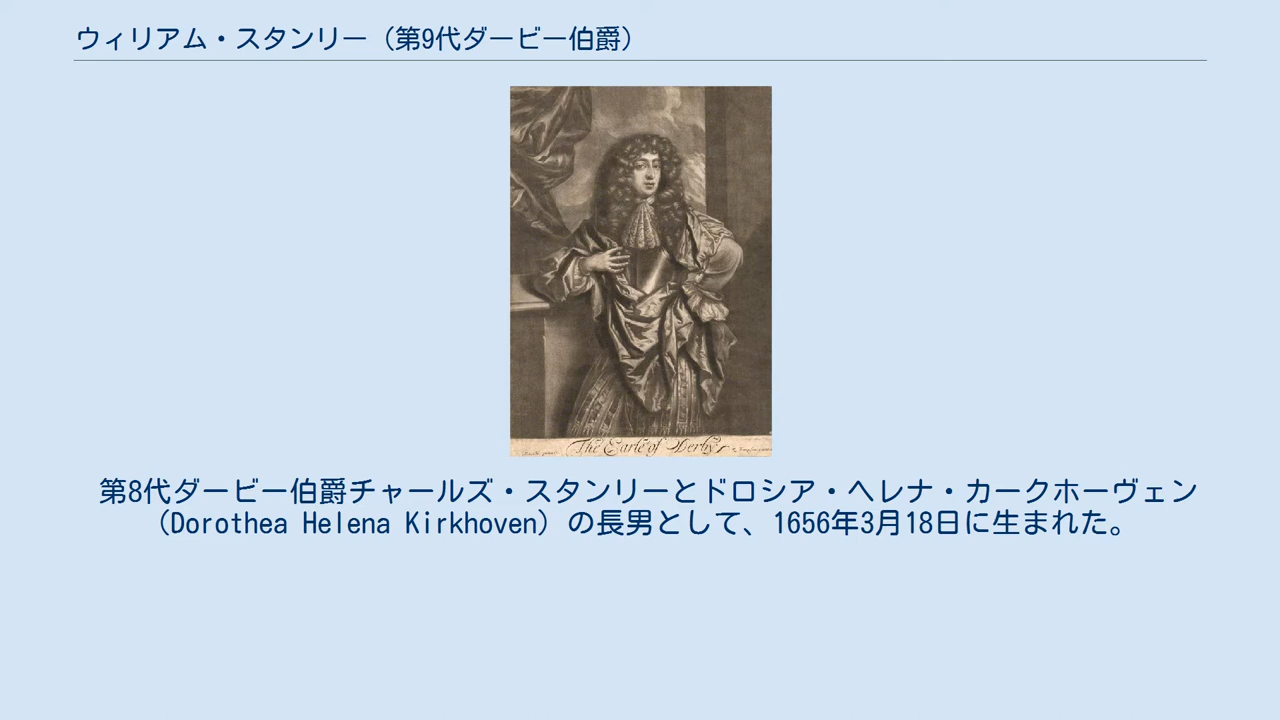 ウィリアム・スタンリー（第9代ダービー伯爵）
The Earle of Derby
第8代ダービー伯爵チャールズ・スタンリーとドロシア・ヘレナ・カークホーヴェン
（Dorothea Helena Kirkhoven）の長男として、1656年3月18日に生まれた。